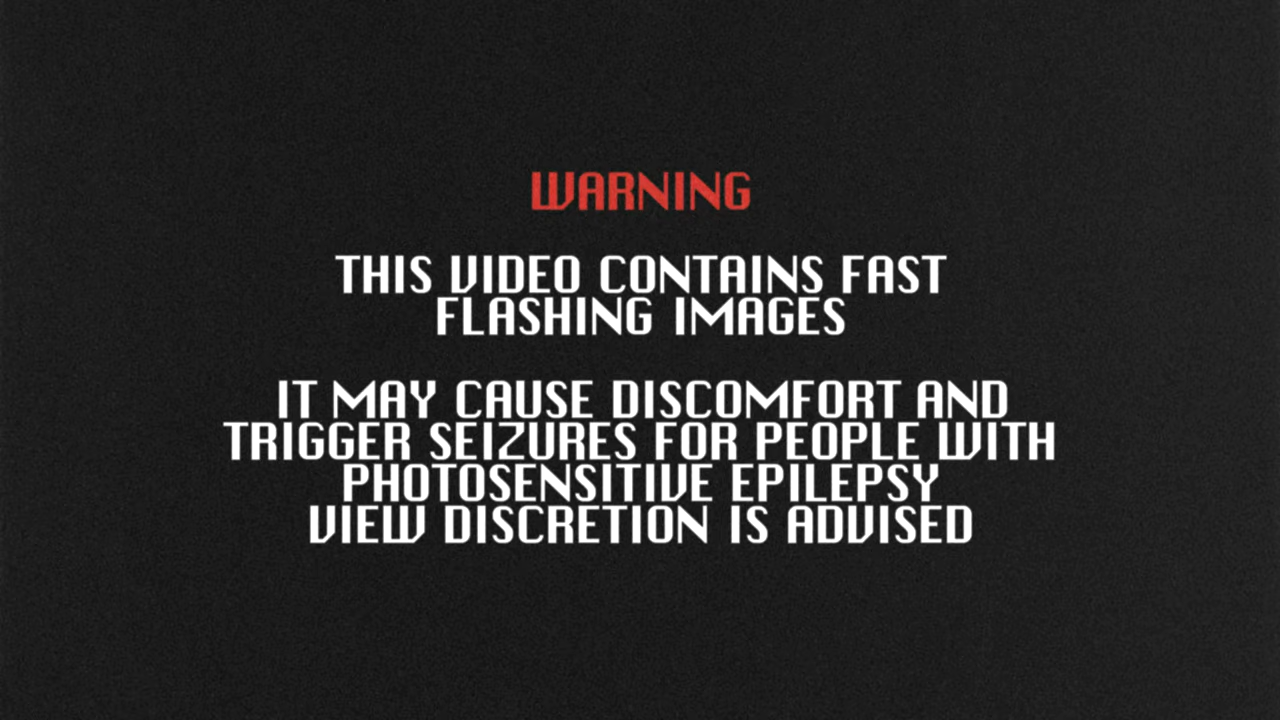 WARNING
THIS VIDEO CONTAINS FAST
FLASHING IMAGES
IT MAY CAUSE DISCOMFORT AND
TRIGGER SEIZURES FOR PEOPLE WITH
PHOTOSENSITIVE EPILEPSY
VIEW DISCRETION IS ADVISED